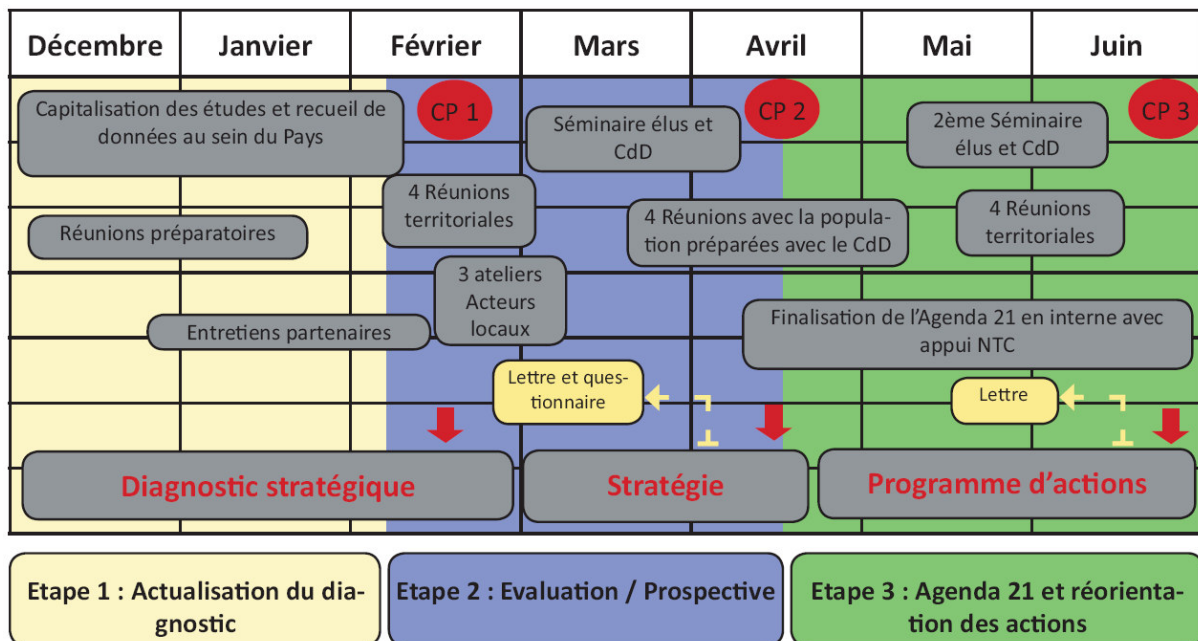 Décembre
Janvier
Février
Mars
Avril
Mai
Juin
Capitalisation des études et recueil de
données au sein du Pays
CP 1
Séminaire élus et
CdD
CP 2
2ème Séminaire
élus et CdD
CP 3
4 Réunions
territoriales
Réunions préparatoires
4 Réunions avec la popula-
tion préparées avec le CdD
4 Réunions
territoriales
3 ateliers
Acteurs
locaux
Entretiens partenaires
Finalisation de l'Agenda 21 en interne avec
appui NTC
Lettre et ques-
tionnaire
Lettre
Diagnostic stratégique
Stratégie
Programme d'actions
Etape 1 : Actualisation du dia-
gnostic
Etape 2 : Evaluation / Prospective
Etape 3 : Agenda 21 et réorienta-
tion des actions